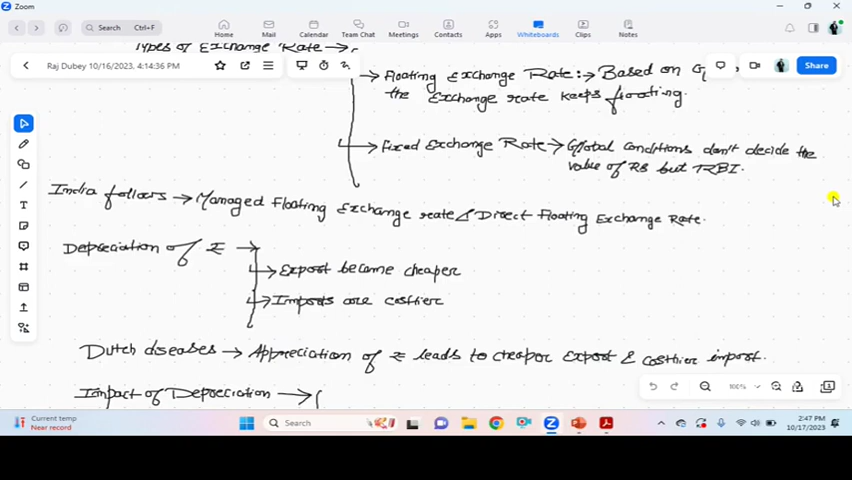 Zoom
Search Ctrl+F
Home
Mail
Calendar
Team Chat
Meetings
Contacts
Apps
Whiteboards
Clips
Notes
Raj Dubey 10/16/2023 4:14:36 PM
Share
Types of Exchange Rate →
→ Floating Exchange Rate:→ Based on
the Exchange rate keeps floating.
→ Fixed Exchange Rate → Global conditions don't decide the
value of RS but RBI.
India follows → Managed Floating Exchange rate & Direct Floating Exchange Rate.
Depreciation of ₹ →
→ Export become cheaper
→ Imports are costlier
Dutch diseases → Appreciation of ₹ leads to cheaper Export & costlier import.
Impact of Depreciation →
100%
Current temp
Near record
Search
2:47 PM
10/17/2023